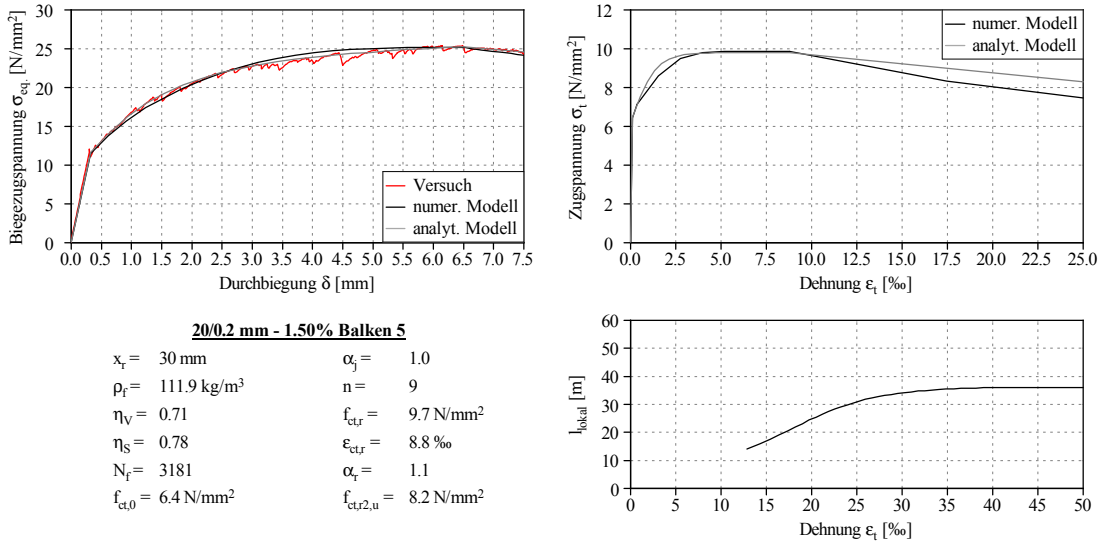 30
25
20
15
10
5
0
Biegezugspannung σeq. [N/mm²]
0.0 0.5 1.0 1.5 2.0 2.5 3.0 3.5 4.0 4.5 5.0 5.5 6.0 6.5 7.0 7.5
Durchbiegung δ [mm]
Versuch
numer. Modell
analyt. Modell
12
10
8
6
4
2
0
Zugspannung σt [N/mm²]
0.0 2.5 5.0 7.5 10.0 12.5 15.0 17.5 20.0 22.5 25.0
Dehnung εt [‰]
numer. Modell
analyt. Modell
20/0.2 mm - 1.50% Balken 5
xr = 30 mm αj = 1.0
ρf = 111.9 kg/m³ n = 9
ηV = 0.71 fct,r = 9.7 N/mm²
ηS = 0.78 εct,r = 8.8 ‰
Nf = 3181 αr = 1.1
fct,0 = 6.4 N/mm² fct,r2,u = 8.2 N/mm²
60
50
40
30
20
10
0
llokal [m]
0 5 10 15 20 25 30 35 40 45 50
Dehnung εt [‰]